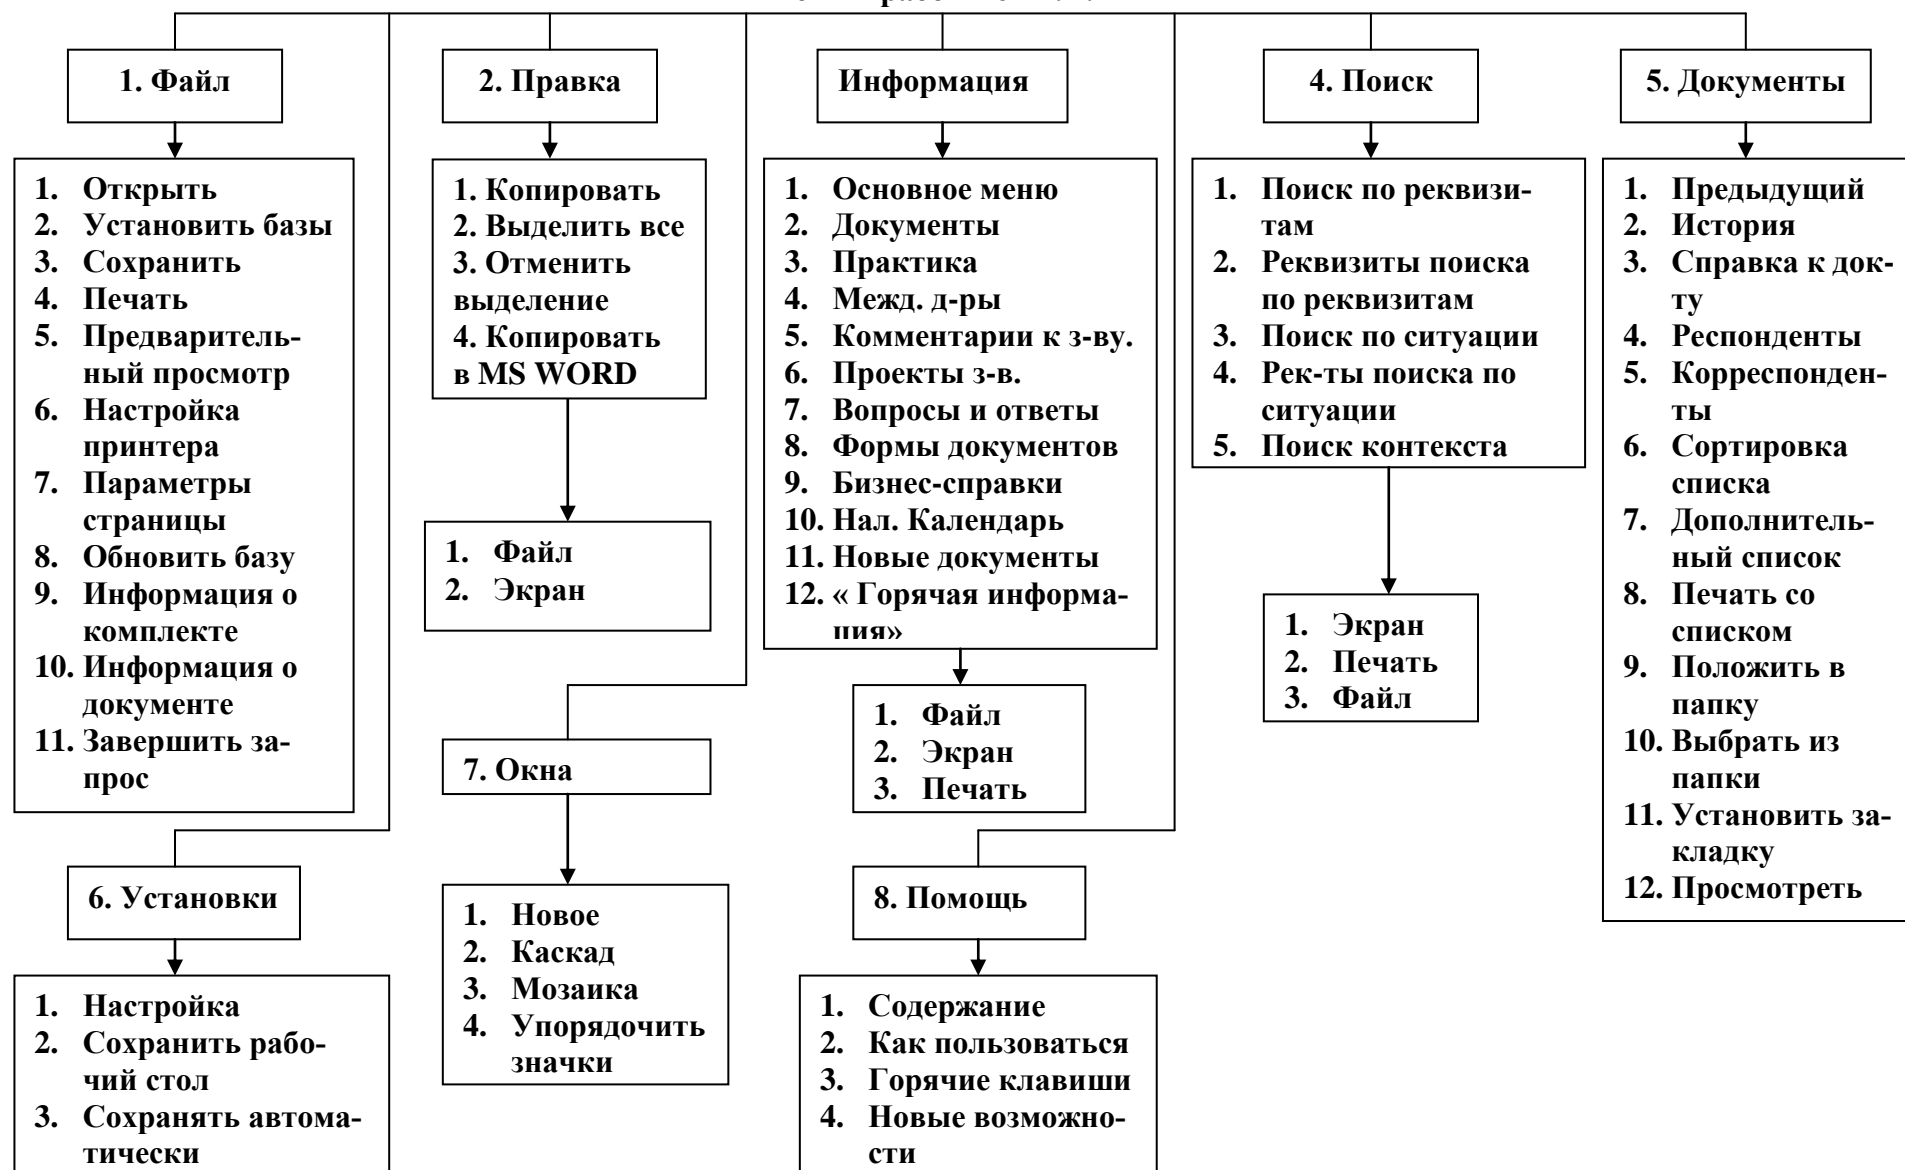 1. Файл
2. Правка
Информация
4. Поиск
5. Документы
1. Открыть
2. Установить базы
3. Сохранить
4. Печать
5. Предваритель-
ный просмотр
6. Настройка
принтера
7. Параметры
страницы
8. Обновить базу
9. Информация о
комплекте
10. Информация о
документе
11. Завершить за-
прос
1. Копировать
2. Выделить все
3. Отменить
выделение
4. Копировать
в MS WORD
1. Файл
2. Экран
1. Основное меню
2. Документы
3. Практика
4. Межд. д-ры
5. Комментарии к з-ву.
6. Проекты з-в.
7. Вопросы и ответы
8. Формы документов
9. Бизнес-справки
10. Нал. Календарь
11. Новые документы
12. « Горячая информа-
ция»
1. Файл
2. Экран
3. Печать
1. Поиск по реквизи-
там
2. Реквизиты поиска
по реквизитам
3. Поиск по ситуации
4. Рек-ты поиска по
ситуации
5. Поиск контекста
1. Экран
2. Печать
3. Файл
1. Предыдущий
2. История
3. Справка к док-
ту
4. Респонденты
5. Корреспонден-
ты
6. Сортировка
списка
7. Дополнитель-
ный список
8. Печать со
списком
9. Положить в
папку
10. Выбрать из
папки
11. Установить за-
кладку
12. Просмотреть
6. Установки
1. Настройка
2. Сохранить рабо-
чий стол
3. Сохранять автома-
тически
7. Окна
1. Новое
2. Каскад
3. Мозаика
4. Упорядочить
значки
8. Помощь
1. Содержание
2. Как пользоваться
3. Горячие клавиши
4. Новые возможно-
сти